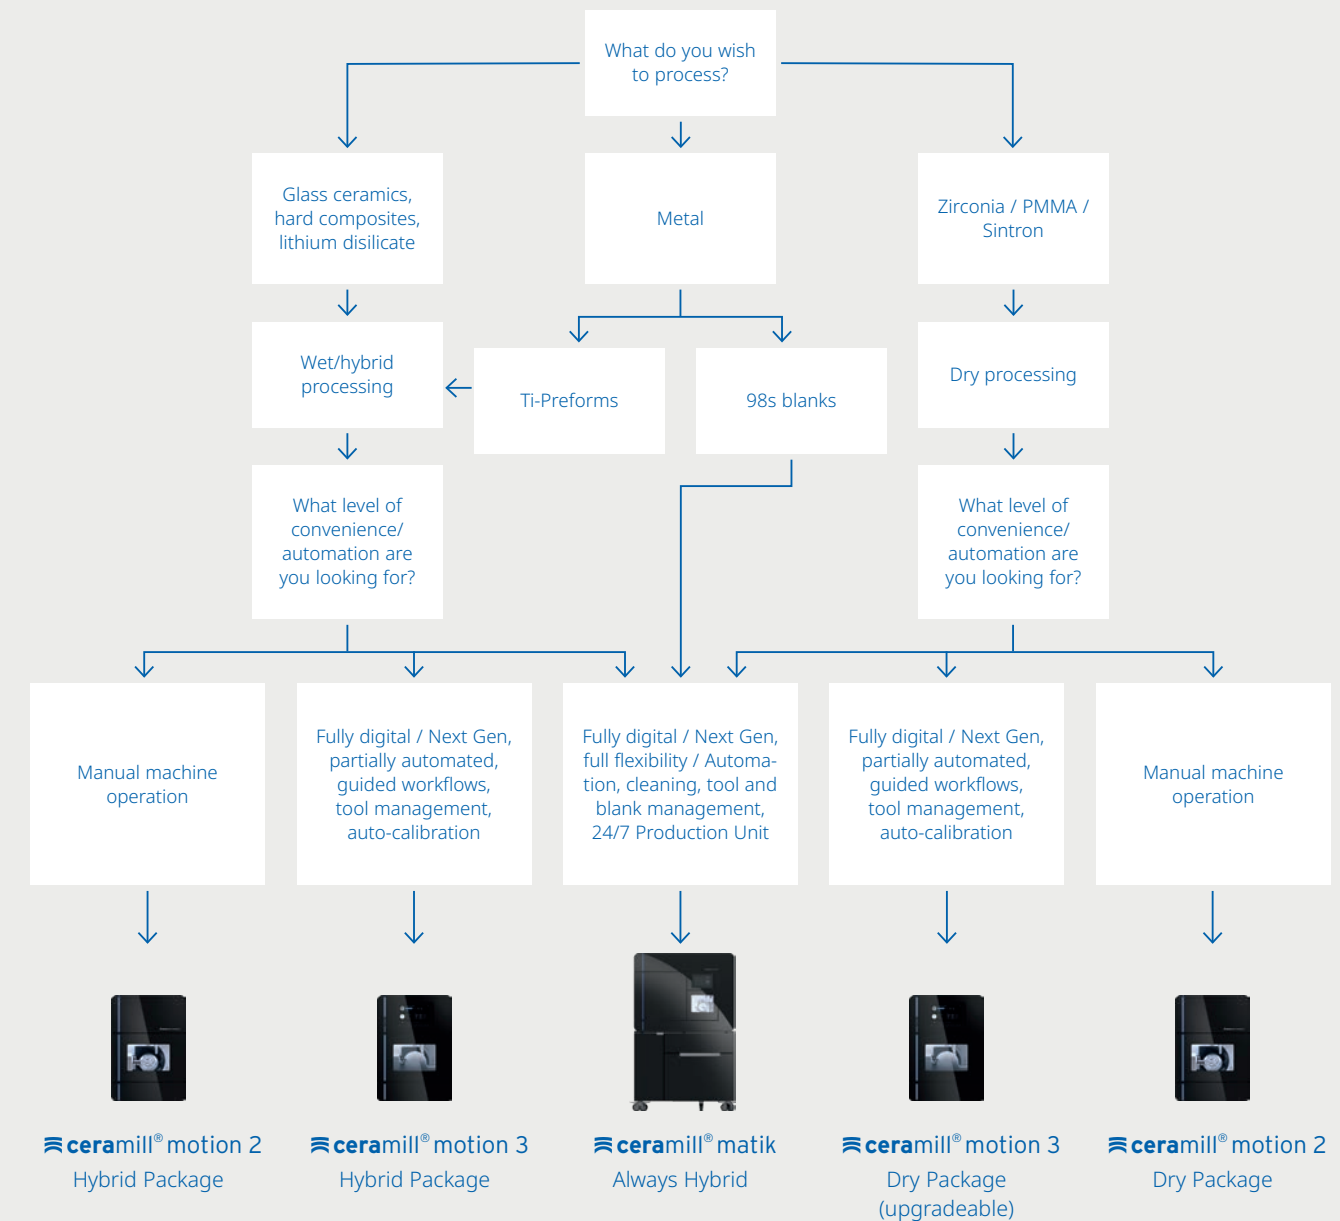 What do you wish
to process?
Glass ceramics,
hard composites,
lithium disilicate
Metal
Zirconia / PMMA /
Sintron
Wet/hybrid
processing
Ti-Preforms
98s blanks
Dry processing
What level of
convenience/
automation are
you looking for?
What level of
convenience/
automation are
you looking for?
Manual machine
operation
Fully digital / Next Gen,
partially automated,
guided workflows,
tool management,
auto-calibration
Fully digital / Next Gen,
full flexibility / Automa-
tion, cleaning, tool and
blank management,
24/7 Production Unit
Fully digital / Next Gen,
partially automated,
guided workflows,
tool management,
auto-calibration
Manual machine
operation
ceramill® motion 2
Hybrid Package
ceramill® motion 3
Hybrid Package
ceramill® matik
Always Hybrid
ceramill® motion 3
Dry Package
(upgradeable)
ceramill® motion 2
Dry Package